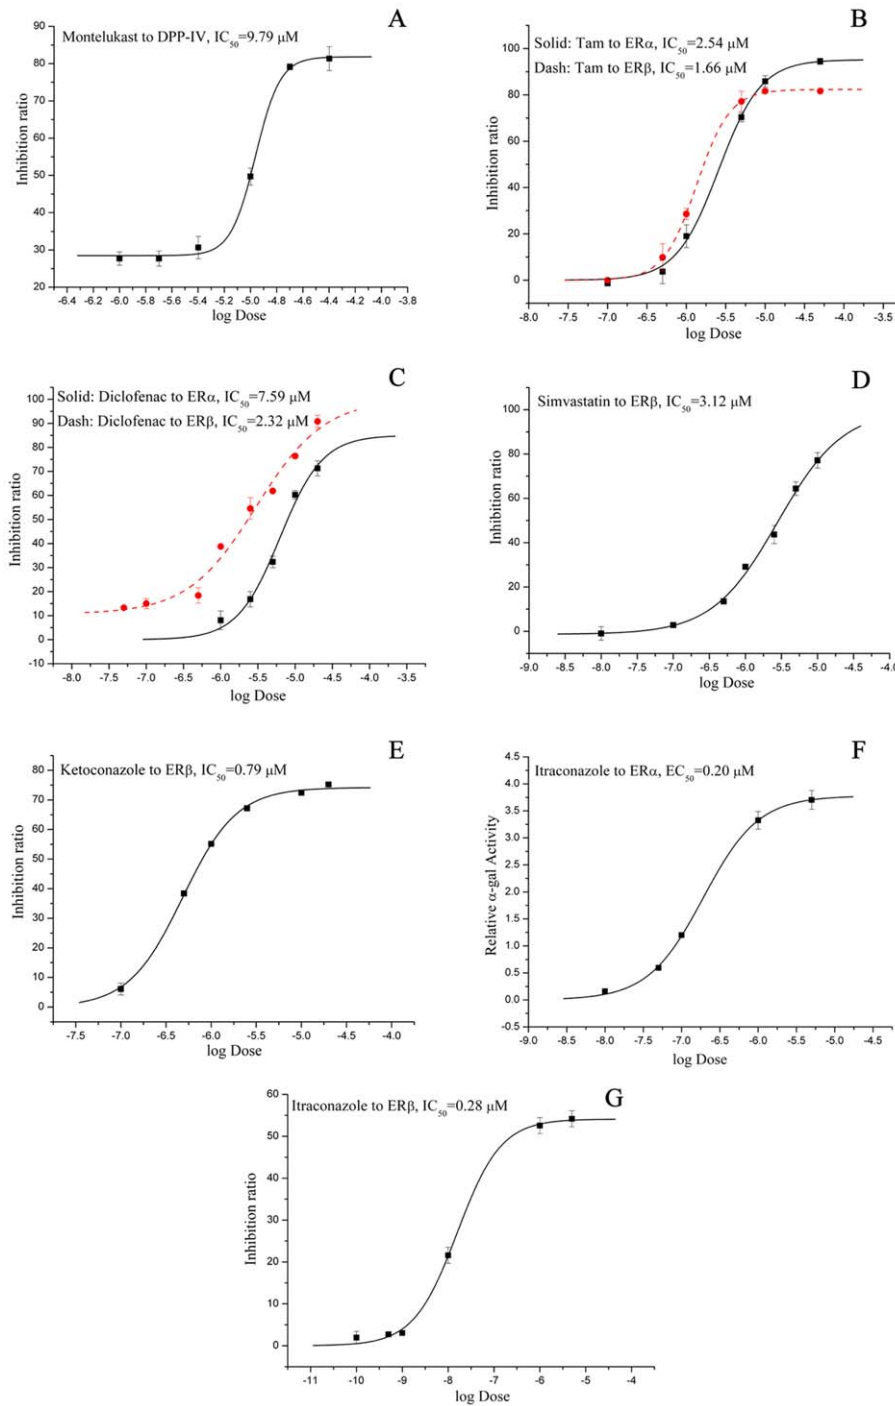 A
Montelukast to DPP-IV, IC50=9.79 μM
Inhibition ratio
90
80
70
60
50
40
30
20
-6.4 -6.2 -6.0 -5.8 -5.6 -5.4 -5.2 -5.0 -4.8 -4.6 -4.4 -4.2 -4.0 -3.8
log Dose
B
Solid: Tam to ERα, IC50=2.54 μM
Dash: Tam to ERβ, IC50=1.66 μM
Inhibition ratio
100
80
60
40
20
0
-8.0 -7.5 -7.0 -6.5 -6.0 -5.5 -5.0 -4.5 -4.0 -3.5
log Dose
C
Solid: Diclofenac to ERα, IC50=7.59 μM
Dash: Diclofenac to ERβ, IC50=2.32 μM
Inhibition ratio
100
90
80
70
60
50
40
30
20
10
0
-10
-8.0 -7.5 -7.0 -6.5 -6.0 -5.5 -5.0 -4.5 -4.0 -3.5
log Dose
D
Simvastatin to ERβ, IC50=3.12 μM
Inhibition ratio
100
80
60
40
20
0
-9.0 -8.5 -8.0 -7.5 -7.0 -6.5 -6.0 -5.5 -5.0 -4.5 -4.0
log Dose
E
Ketoconazole to ERβ, IC50=0.79 μM
Inhibition ratio
80
70
60
50
40
30
20
10
0
-7.5 -7.0 -6.5 -6.0 -5.5 -5.0 -4.5 -4.0
log Dose
F
Itraconazole to ERα, EC50=0.20 μM
Relative α-gal Activity
4.5
4.0
3.5
3.0
2.5
2.0
1.5
1.0
0.5
0.0
-0.5
-9.0 -8.5 -8.0 -7.5 -7.0 -6.5 -6.0 -5.5 -5.0 -4.5
log Dose
G
Itraconazole to ERβ, IC50=0.28 μM
Inhibition ratio
60
50
40
30
20
10
0
-11 -10 -9 -8 -7 -6 -5 -4
log Dose